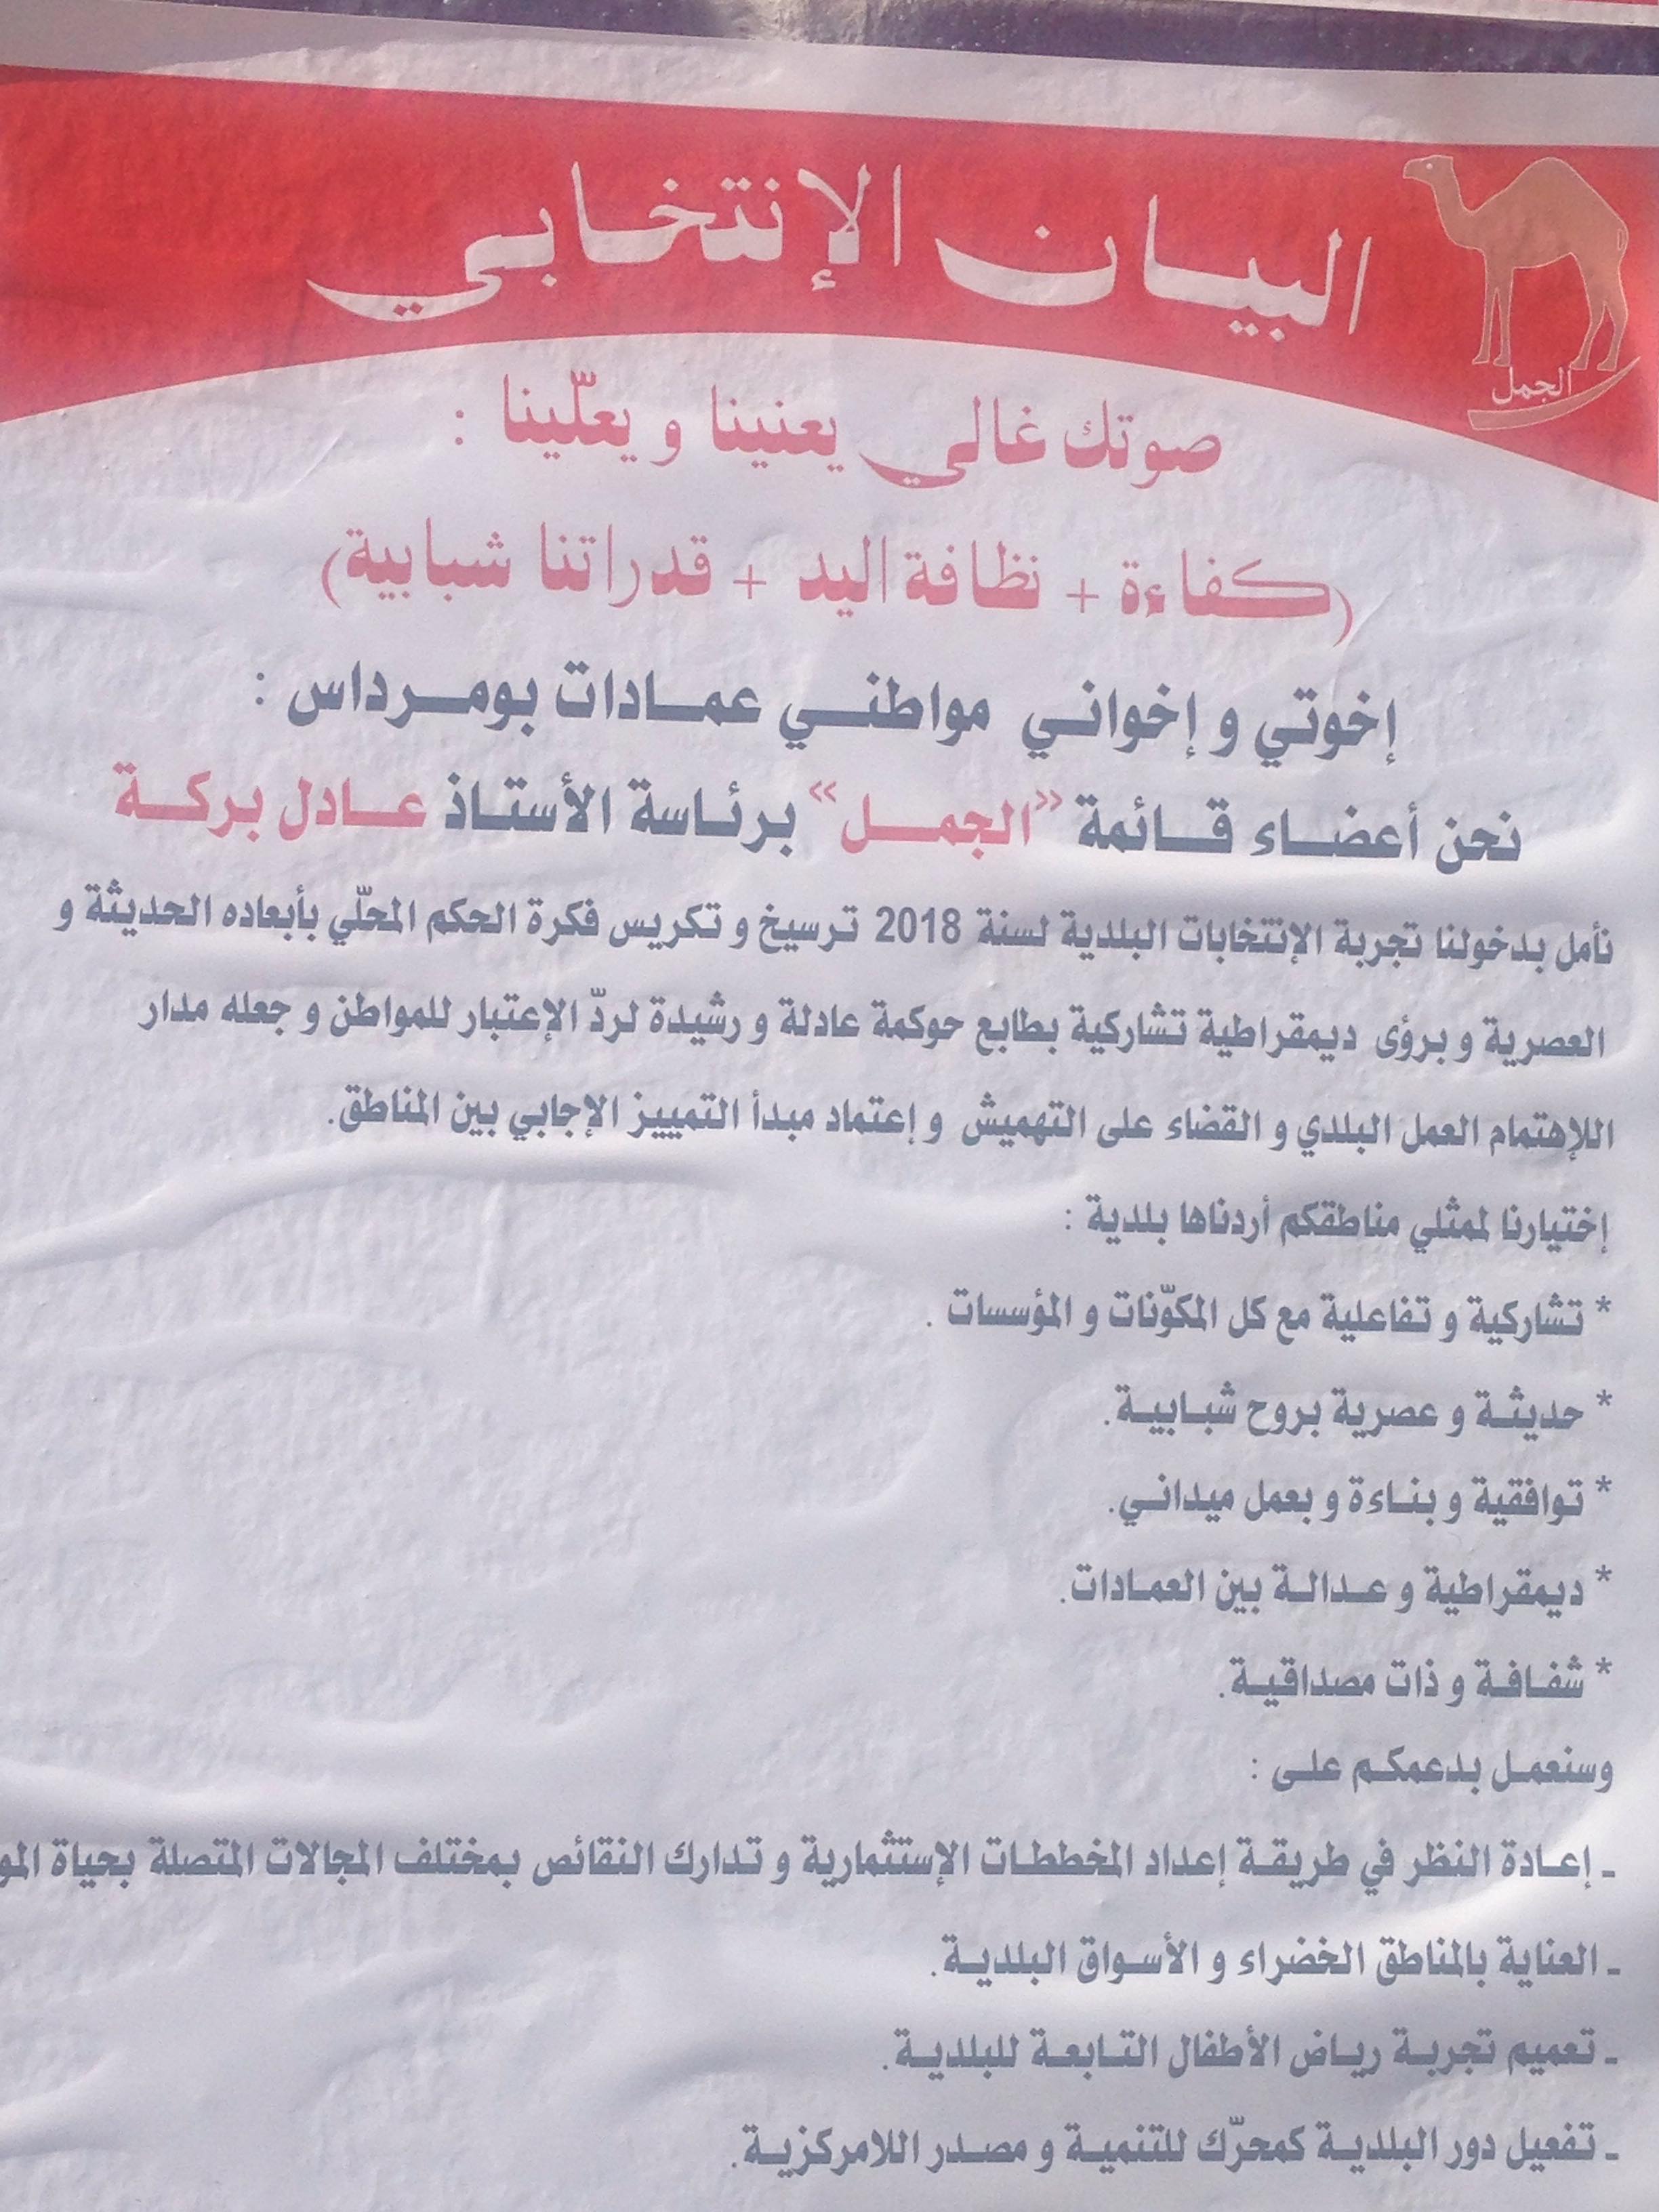 البيان الإنتخابي
الجمل
صوتك غالي يعنينا و يعلّينا :
(كفاءة + نظافة اليد + قدراتنا شبابية)
إخوتي و إخواني مواطني عمادات بومرداس :
نحن أعضاء قائمة "الجمل" برئاسة الأستاذ عادل بركة
نأمل بدخولنا تجربة الإنتخابات البلدية لسنة 2018 ترسيخ و تكريس فكرة الحكم المحلّي بأبعاده الحديثة و
العصرية و برؤى ديمقراطية تشاركية بطابع حوكمة عادلة و رشيدة لردّ الإعتبار للمواطن و جعله مدار
اللإهتمام العمل البلدي و القضاء على التهميش و إعتماد مبدأ التمييز الإجابي بين المناطق.
إختيارنا لممثلي مناطقكم أردناها بلدية :
* تشاركية و تفاعلية مع كل المكوّنات و المؤسسات .
* حديثة و عصرية بروح شبابية.
* توافقية و بناءة و بعمل ميداني.
* ديمقراطية و عدالة بين العمادات.
* شفافة و ذات مصداقية.
وسنعمل بدعمكم على :
- إعادة النظر في طريقة إعداد المخططات الإستثمارية و تدارك النقائص بمختلف المجالات المتصلة بحياة المو
- العناية بالمناطق الخضراء و الأسواق البلدية.
- تعميم تجربة رياض الأطفال التابعة للبلدية.
- تفعيل دور البلدية كمحرّك للتنمية و مصدر اللامركزية.